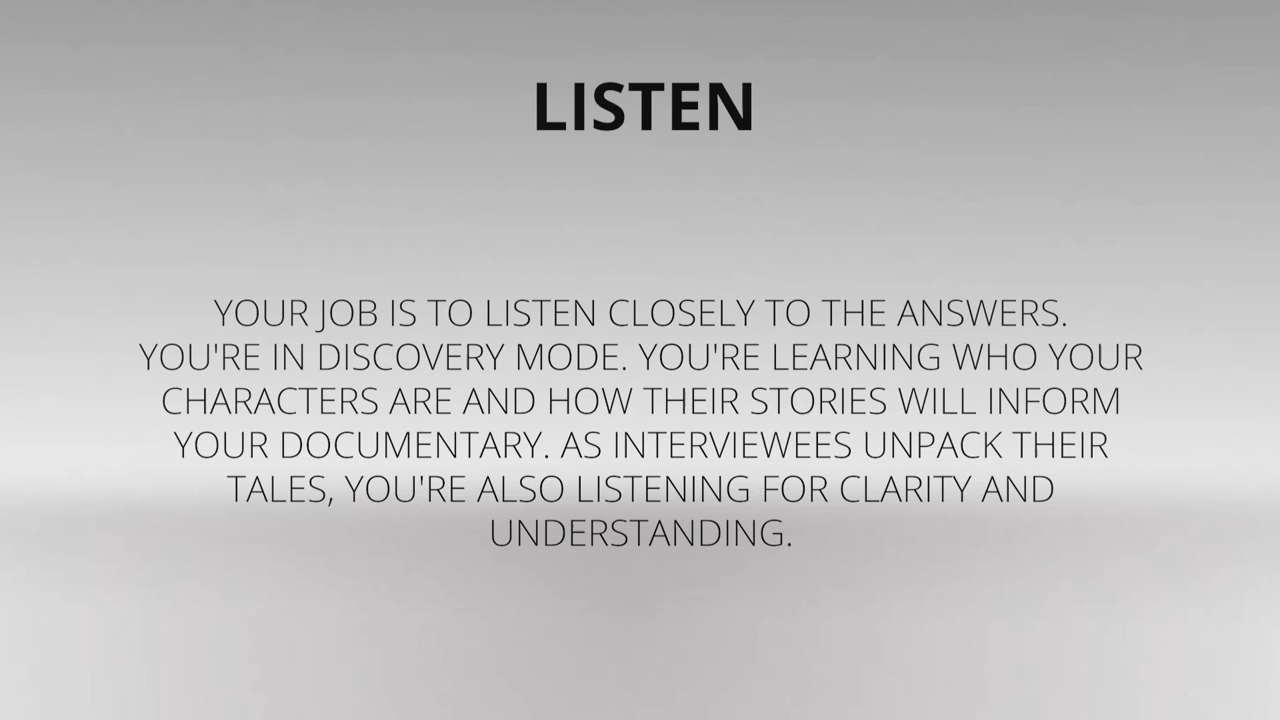 LISTEN
YOUR JOB IS TO LISTEN CLOSELY TO THE ANSWERS.
YOU'RE IN DISCOVERY MODE. YOU'RE LEARNING WHO YOUR
CHARACTERS ARE AND HOW THEIR STORIES WILL INFORM
YOUR DOCUMENTARY. AS INTERVIEWEES UNPACK THEIR
TALES, YOU'RE ALSO LISTENING FOR CLARITY AND
UNDERSTANDING.